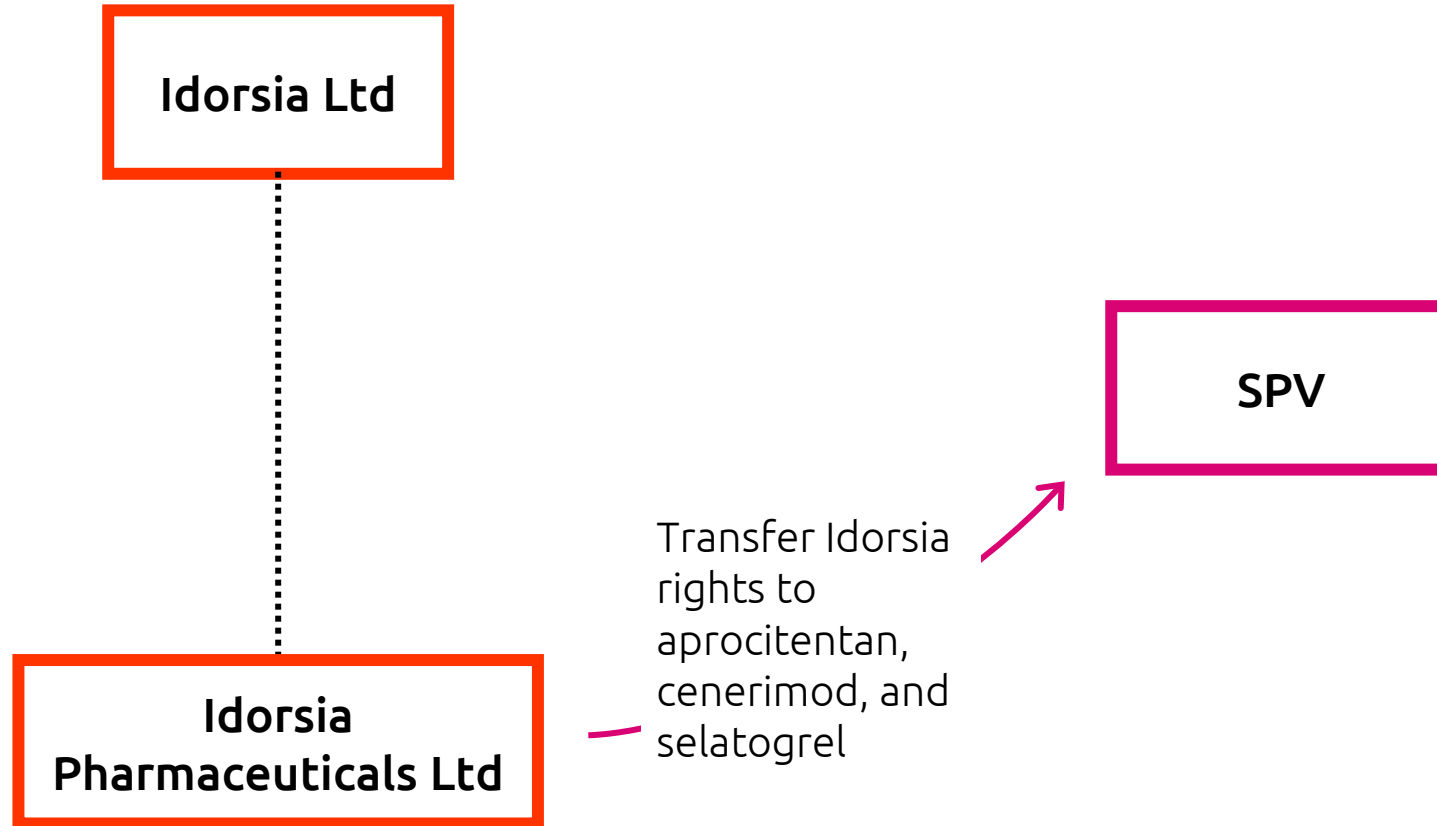 Idorsia Ltd
SPV
Transfer Idorsia
rights to
aprocitentan,
cenerimod, and
selatogrel
Idorsia
Pharmaceuticals Ltd